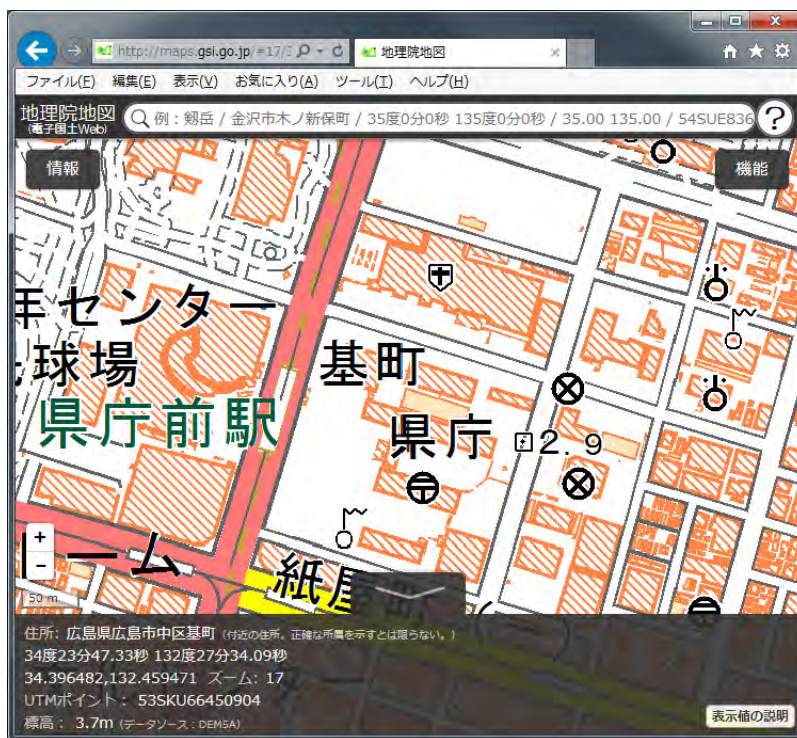 http://maps.gsi.go.jp/#17/3
地理院地図
ファイル(F) 編集(E) 表示(V) お気に入り(A) ツール(T) ヘルプ(H)
地理院地図
(電子国土Web)
例 : 剱岳 / 金沢市木ノ新保町 / 35度0分0秒 135度0分0秒 / 35.00 135.00 / 54SUE836
?
情報
機能
年センター
球場
基町
県庁前駅
県庁
2.9
ーム
紙屋
+
-
50 m
住所: 広島県広島市中区基町 (付近の住所。正確な所属を示すとは限らない。)
34度23分47.33秒 132度27分34.09秒
34.396482,132.459471 ズーム: 17
UTMポイント : 53SKU66450904
標高 : 3.7m (データソース : DEM5A)
表示値の説明